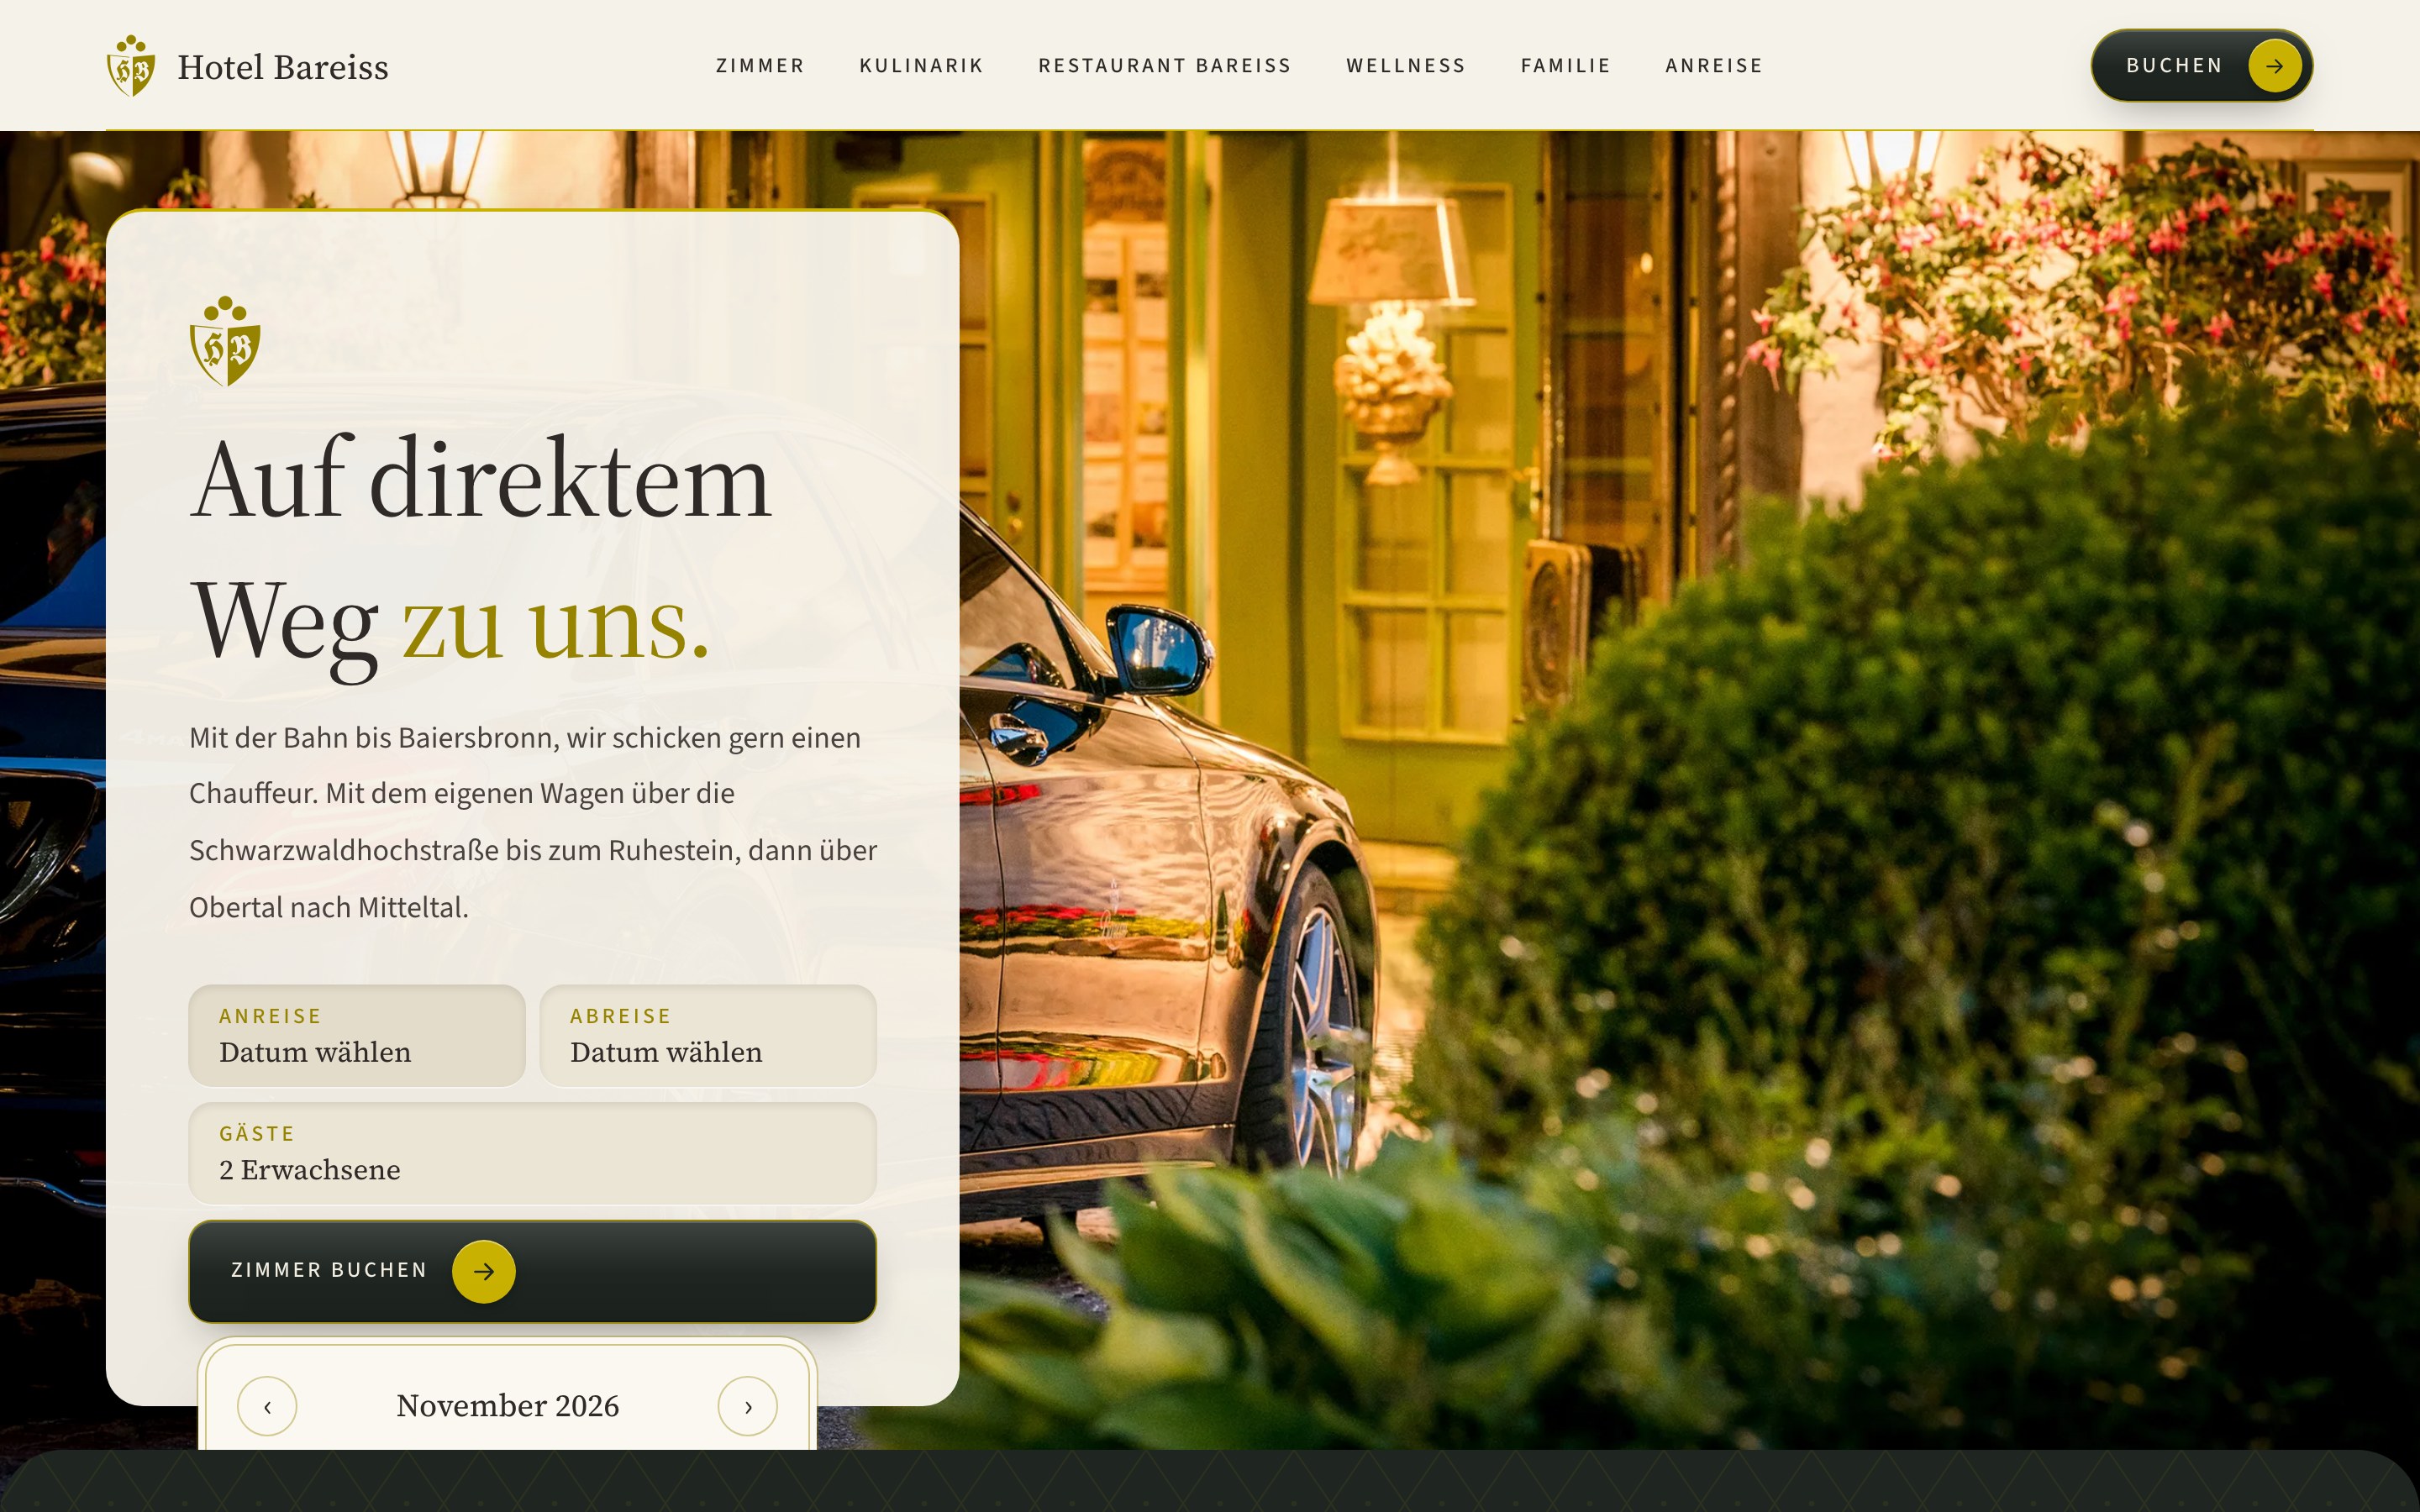 HB
Hotel Bareiss
ZIMMER
KULINARIK
RESTAURANT BAREISS
WELLNESS
FAMILIE
ANREISE
BUCHEN
HB
Auf direktem
Weg zu uns.
Mit der Bahn bis Baiersbronn, wir schicken gern einen
Chauffeur. Mit dem eigenen Wagen über die
Schwarzwaldhochstraße bis zum Ruhestein, dann über
Obertal nach Mitteltal.
ANREISE
Datum wählen
ABREISE
Datum wählen
GÄSTE
2 Erwachsene
ZIMMER BUCHEN
November 2026